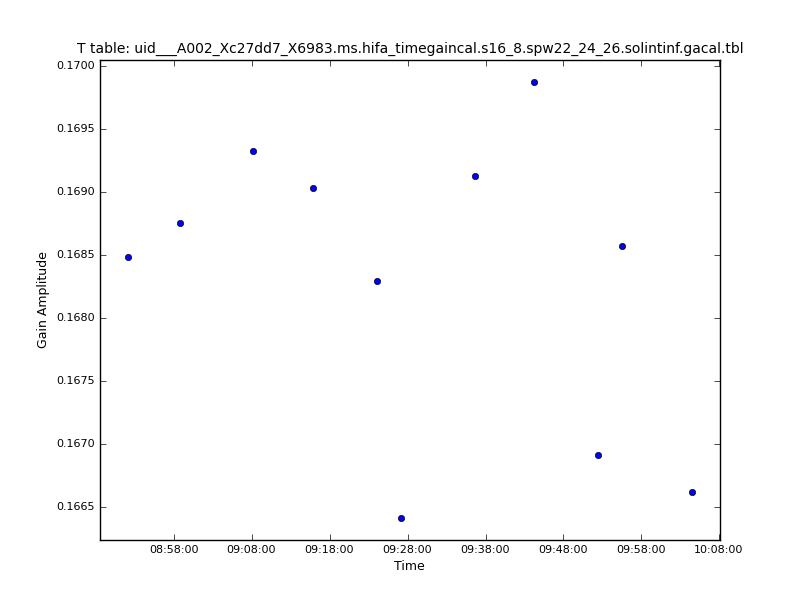 T table: uid___A002_Xc27dd7_X6983.ms.hifa_timegaincal.s16_8.spw22_24_26.solintinf.gacal.tbl
0.1700
0.1695
0.1690
0.1685
0.1680
0.1675
0.1670
0.1665
Gain Amplitude
08:58:00 09:08:00 09:18:00 09:28:00 09:38:00 09:48:00 09:58:00 10:08:00
Time